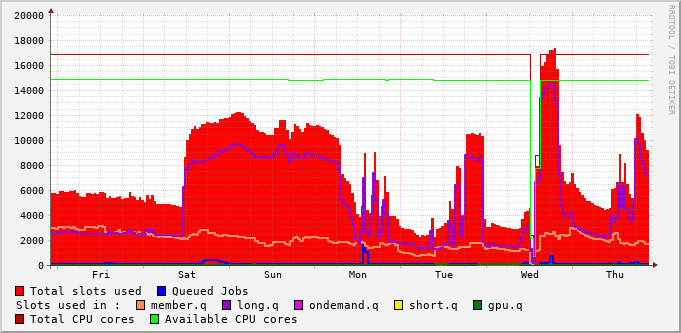 20000
18000
16000
14000
12000
10000
8000
6000
4000
2000
0
Fri Sat Sun Mon Tue Wed Thu
RRDTOOL / TOBI OETIKER
Total slots used Queued Jobs
Slots used in : member.q long.q ondemand.q short.q gpu.q
Total CPU cores Available CPU cores